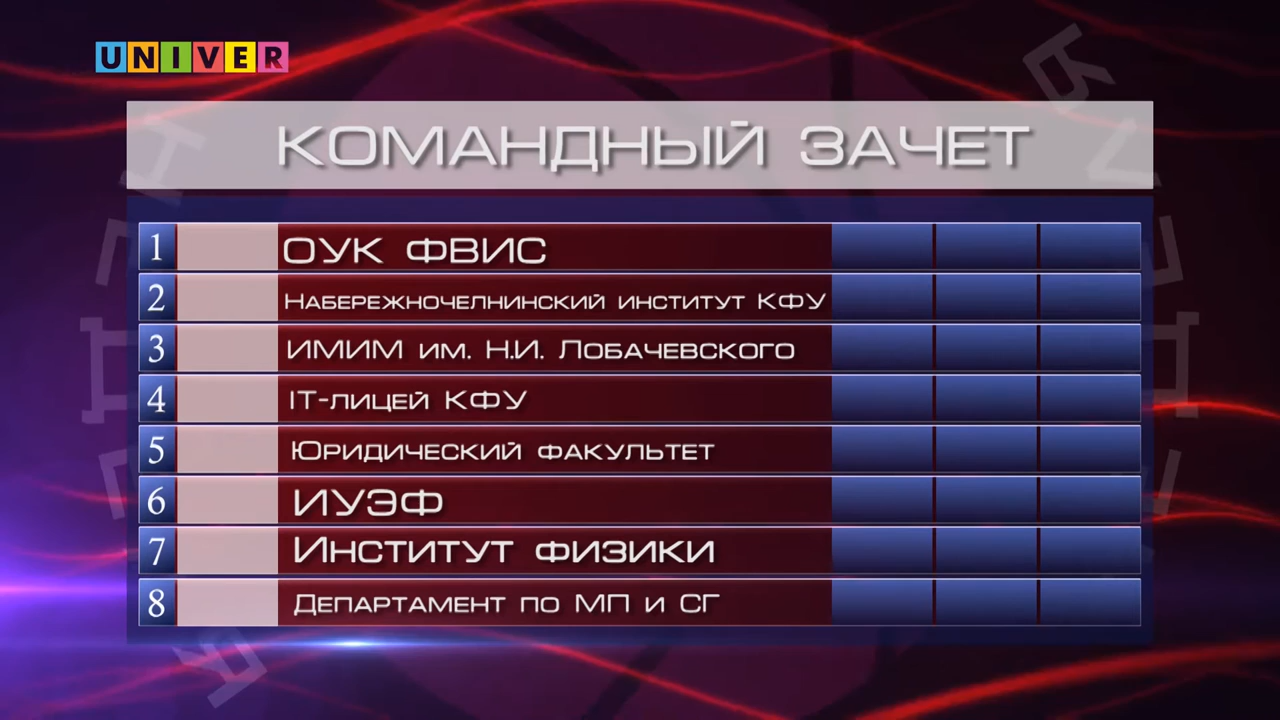 UNIVER
КОМАНДНЫЙ ЗАЧЕТ
1 ОУК ФВИС
2 Набережночелнинский институт КФУ
3 ИМИМ им. Н.И. Лобачевского
4 IT-лицей КФУ
5 Юридический факультет
6 ИУЭФ
7 Институт физики
8 Департамент по МП и СГ